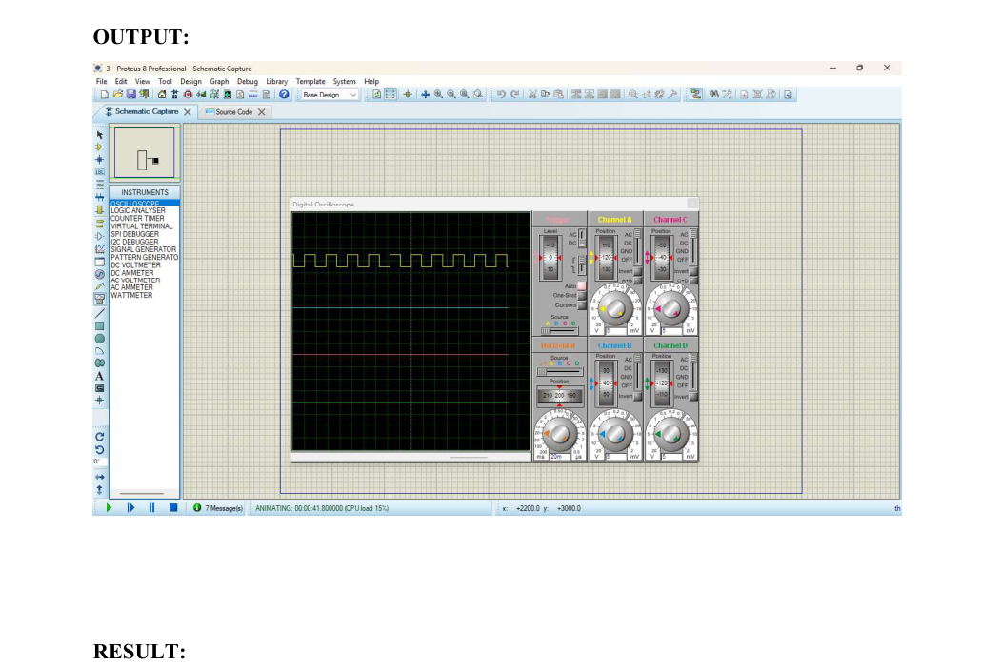 OUTPUT:
3 - Proteus 8 Professional - Schematic Capture
File Edit View Tool Design Graph Debug Library Template System Help
Base Design
Schematic Capture
Source Code
INSTRUMENTS
OSCILLOSCOPE
LOGIC ANALYSER
COUNTER TIMER
VIRTUAL TERMINAL
SPI DEBUGGER
I2C DEBUGGER
SIGNAL GENERATOR
PATTERN GENERATO
DC VOLTMETER
DC AMMETER
AC VOLTMETER
AC AMMETER
WATTMETER
Digital Oscilloscope
Trigger
Level
AC
DC
-10
0
10
Auto
One-Shot
Cursors
Source
A B C D
Channel A
Position
AC
DC
GND
OFF
Invert
A+B
-110
-120
-130
V 5 mV
Channel C
Position
AC
DC
GND
OFF
Invert
C+D
-50
-40
-30
V 5 mV
Horizontal
Source
A B C D
Position
210 200 190
ms 20m µs
Channel B
Position
AC
DC
GND
OFF
Invert
30
40
50
V 5 mV
Channel D
Position
AC
DC
GND
OFF
Invert
-130
-120
-110
V 5 mV
7 Message(s)
ANIMATING: 00:00:41.800000 (CPU load 15%)
x: +2200.0 y: +3000.0
th
RESULT: